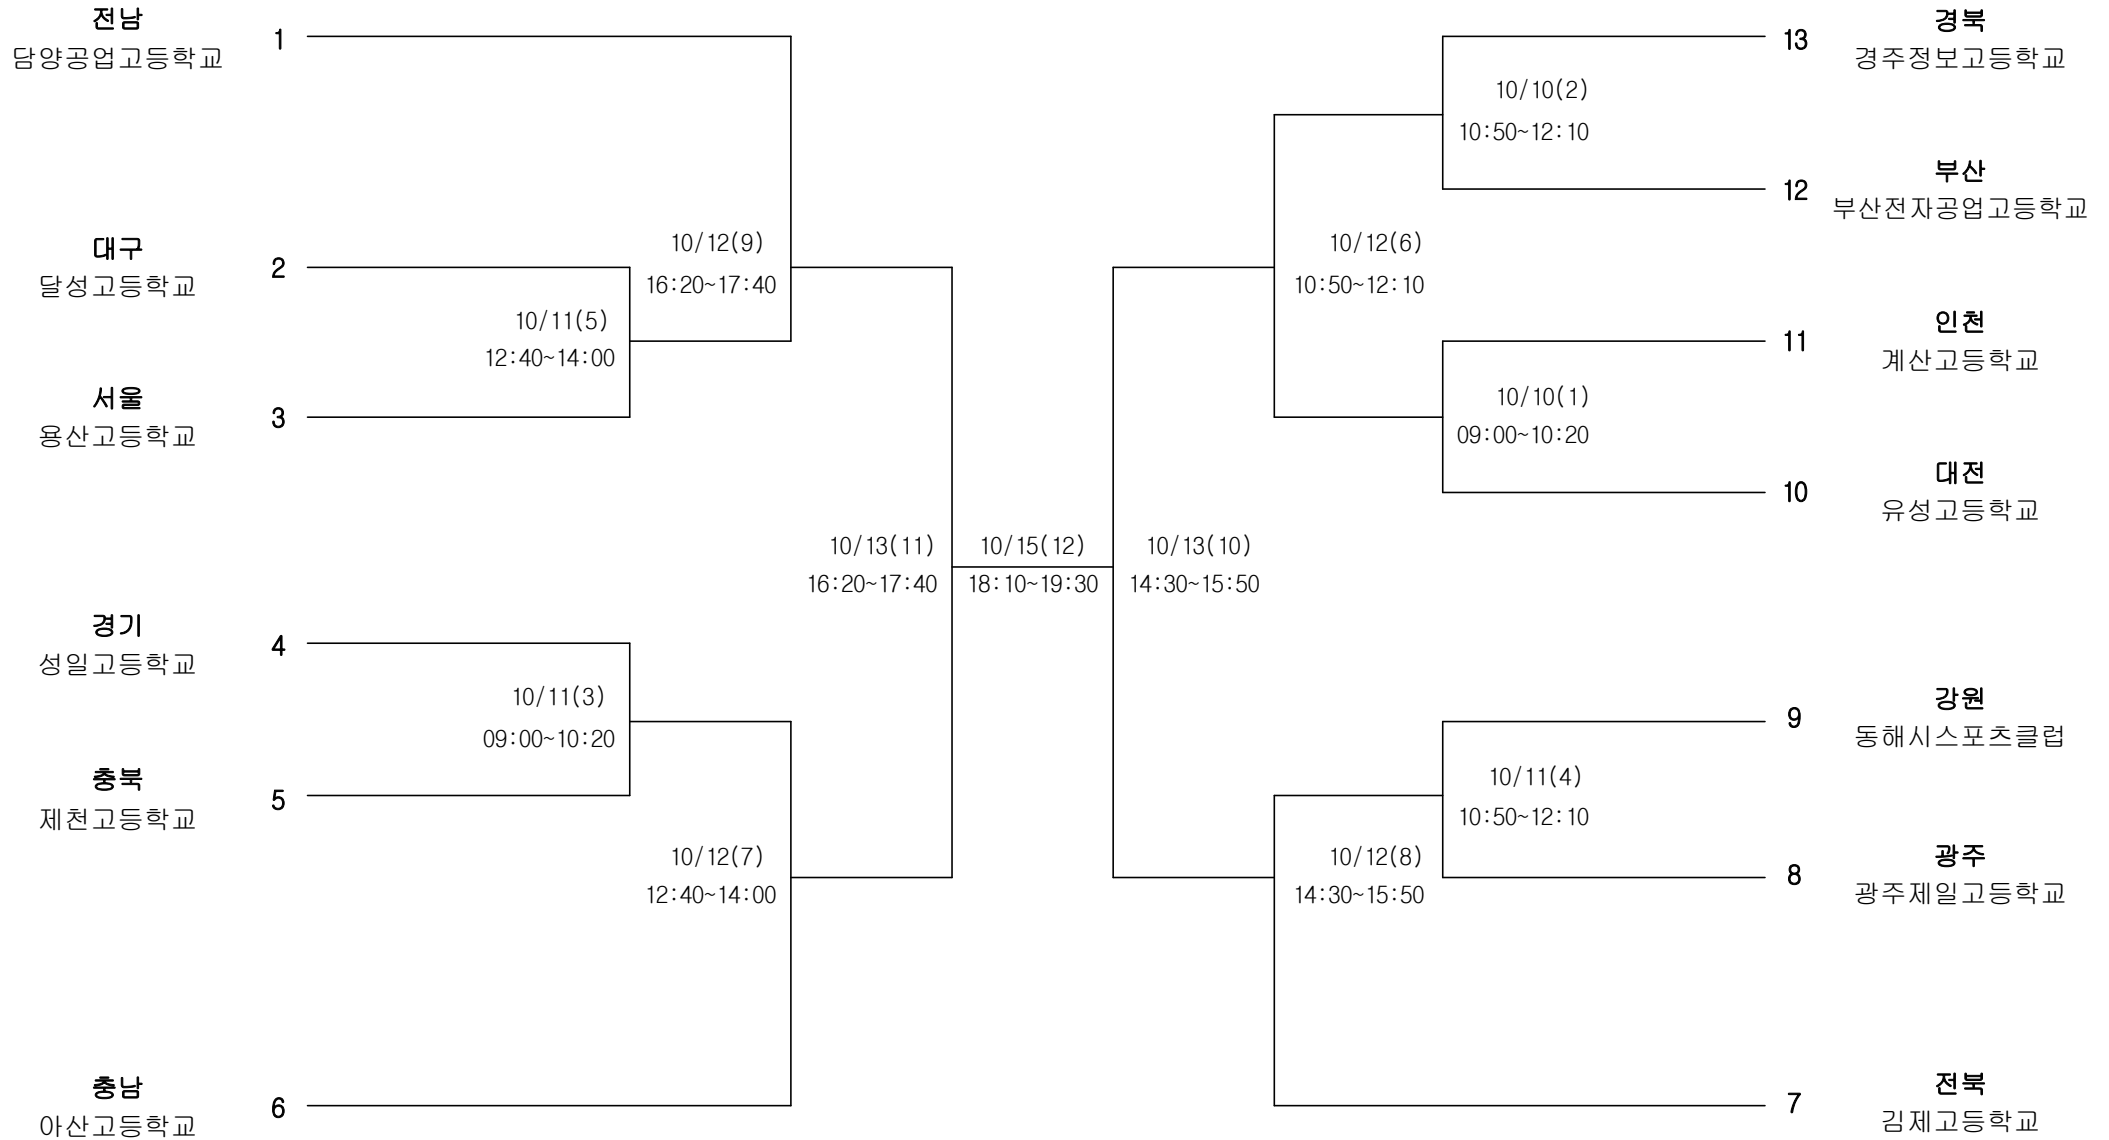 전남
담양공업고등학교
1
대구
달성고등학교
2
서울
용산고등학교
3
경기
성일고등학교
4
충북
제천고등학교
5
충남
아산고등학교
6
10/12(9)
16:20~17:40
10/11(5)
12:40~14:00
10/11(3)
09:00~10:20
10/12(7)
12:40~14:00
10/13(11)
16:20~17:40
10/15(12)
18:10~19:30
10/13(10)
14:30~15:50
10/10(2)
10:50~12:10
10/12(6)
10:50~12:10
10/10(1)
09:00~10:20
10/11(4)
10:50~12:10
10/12(8)
14:30~15:50
13
경북
경주정보고등학교
12
부산
부산전자공업고등학교
11
인천
계산고등학교
10
대전
유성고등학교
9
강원
동해시스포츠클럽
8
광주
광주제일고등학교
7
전북
김제고등학교